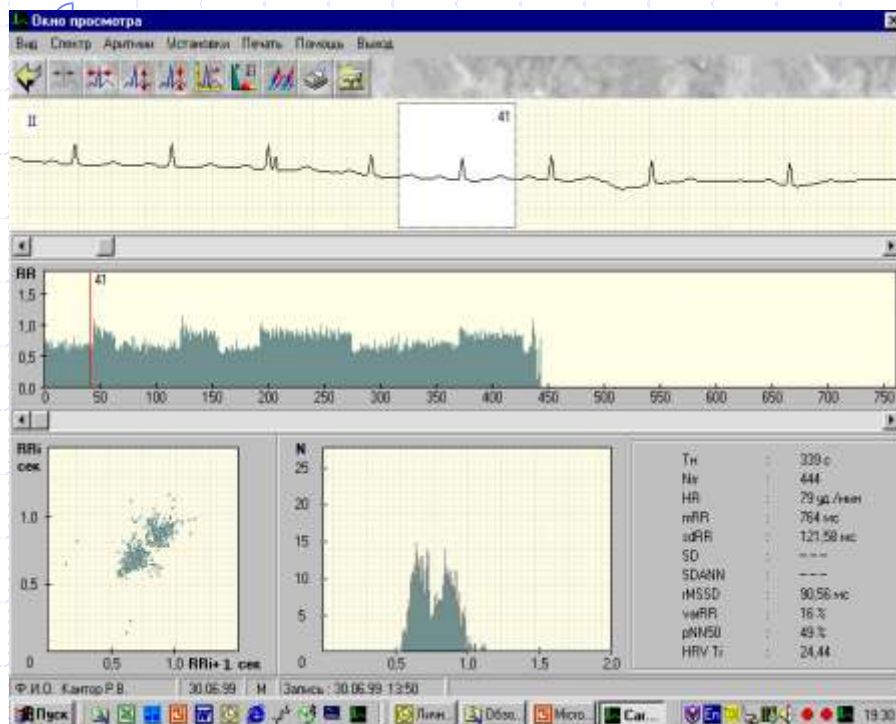 Окно просмотра
Вид Спектр Аритмии Установки Печать Помощь Выход
II
41
RR
41
1.5
1.0
0.5
0.0
0 50 100 150 200 250 300 350 400 450 500 550 600 650 700 750
RRi
сек
1.0
0.5
0 0.5 1.0 RRi+1 сек
N
25
20
15
10
5
0 0.5 1.0 1.5 2.0
Тн : 339 с
HR : 79 уд./мин
mRR : 764 мс
sdRR : 121,58 мс
SD : ---
SDANN : ---
rMSSD : 90,56 мс
varRR : 16 %
pNN50 : 49 %
HRV Ti : 24,44
Ф.И.О. Кантор Р.В. 30.06.99 М Запись : 30.06.99 13:50
Пуск En